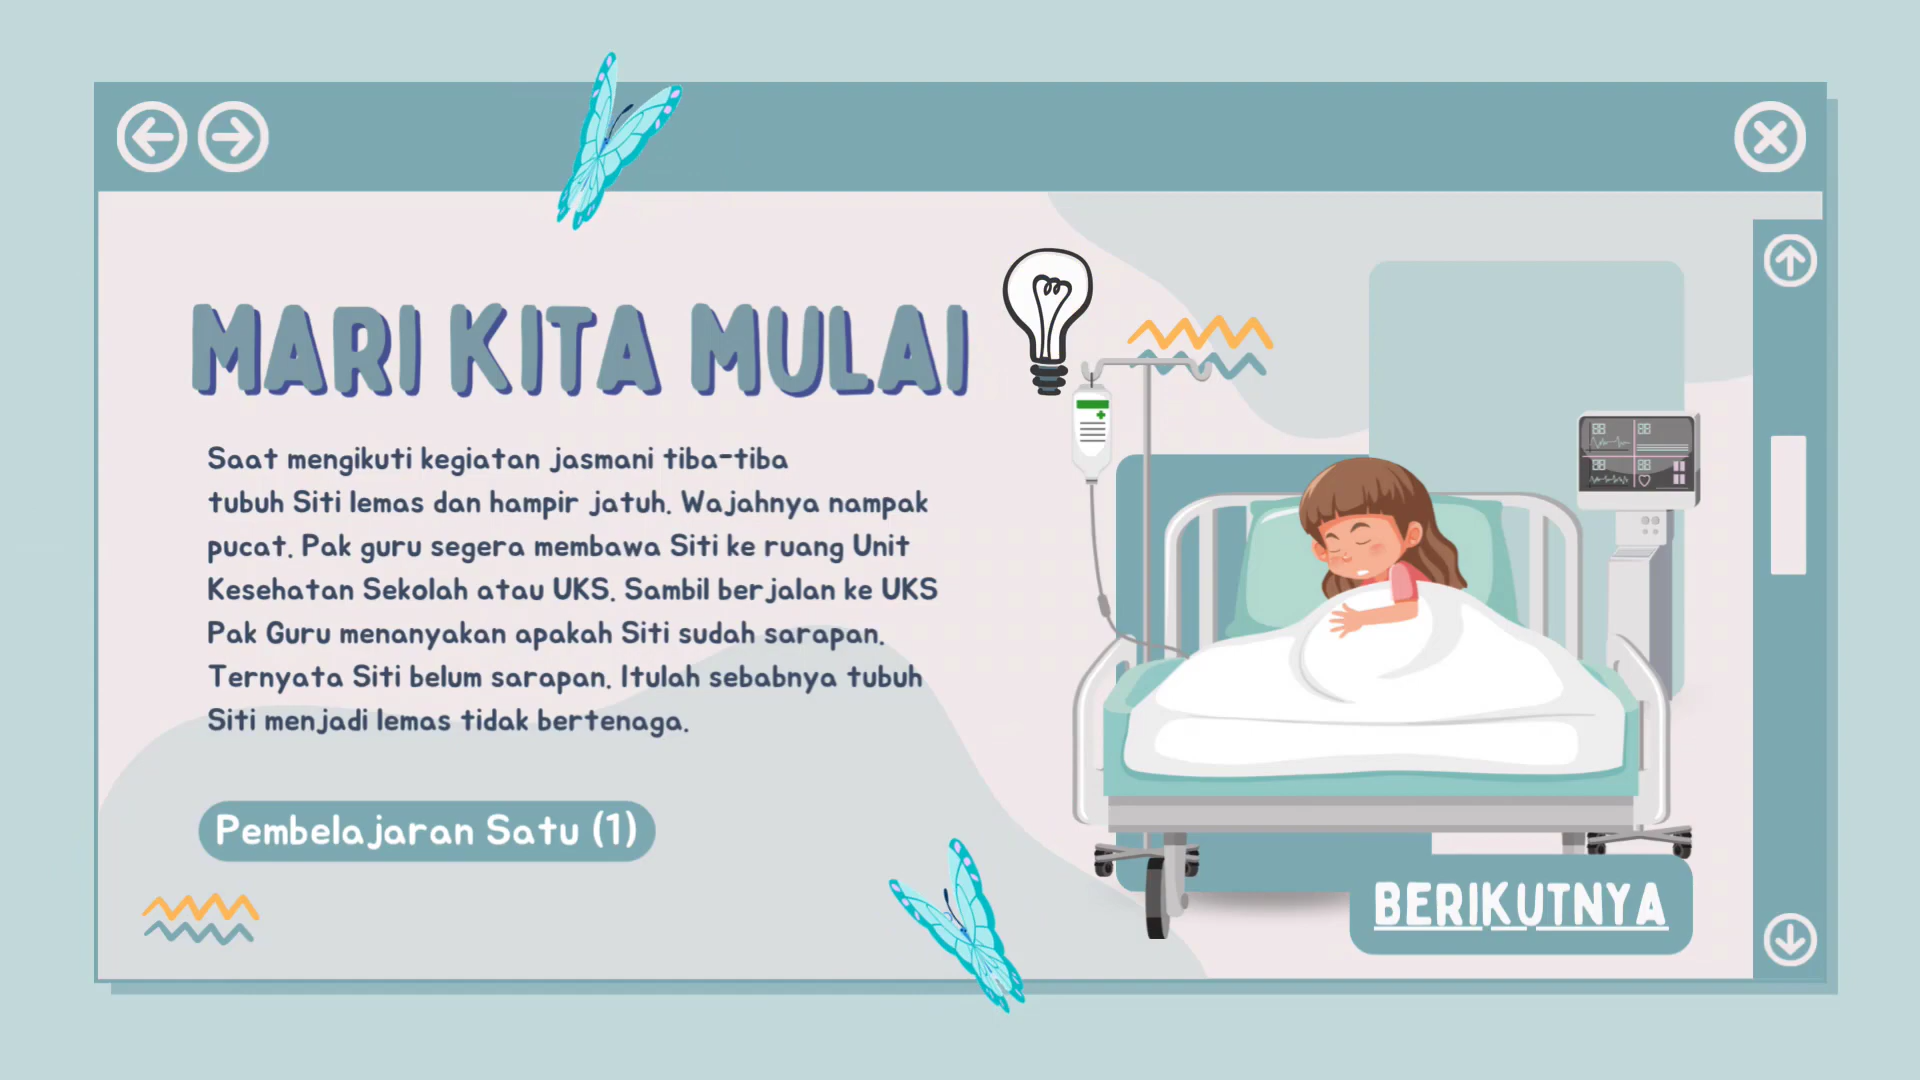 MARI KITA MULAI
Saat mengikuti kegiatan jasmani tiba-tiba
tubuh Siti lemas dan hampir jatuh. Wajahnya nampak
pucat. Pak guru segera membawa Siti ke ruang Unit
Kesehatan Sekolah atau UKS. Sambil berjalan ke UKS
Pak Guru menanyakan apakah Siti sudah sarapan.
Ternyata Siti belum sarapan. Itulah sebabnya tubuh
Siti menjadi lemas tidak bertenaga.
Pembelajaran Satu (1)
BERIKUTNYA